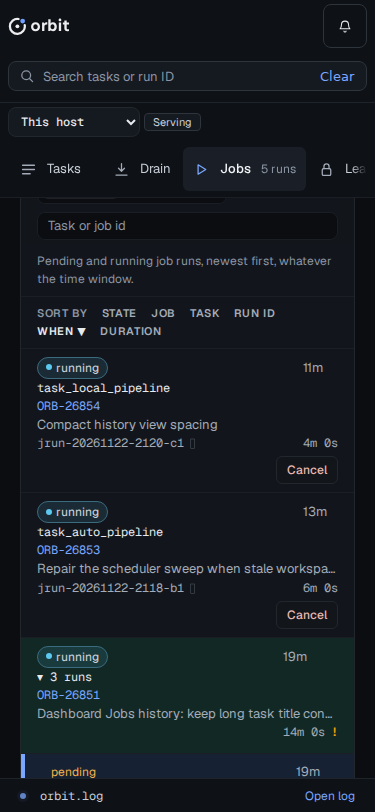 orbit
Search tasks or run ID Clear
This host Serving
Tasks Drain Jobs 5 runs Lea
Task or job id
Pending and running job runs, newest first, whatever
the time window.
SORT BY STATE JOB TASK RUN ID
WHEN ▼ DURATION
running 11m
task_local_pipeline
ORB-26854
Compact history view spacing
jrun-20261122-2120-c1 4m 0s
Cancel
running 13m
task_auto_pipeline
ORB-26853
Repair the scheduler sweep when stale workspa…
jrun-20261122-2118-b1 6m 0s
Cancel
running 19m
▾ 3 runs
ORB-26851
Dashboard Jobs history: keep long task title con…
14m 0s !
pending 19m
orbit.log Open log